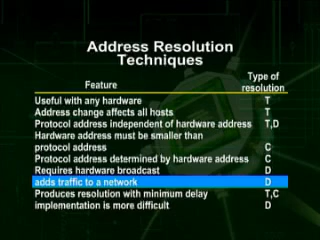 Address Resolution
Techniques
Type of
Feature resolution
Useful with any hardware T
Address change affects all hosts T
Protocol address independent of hardware address T,D
Hardware address must be smaller than
protocol address C
Protocol address determined by hardware address C
Requires hardware broadcast D
adds traffic to a network D
Produces resolution with minimum delay T,C
implementation is more difficult D